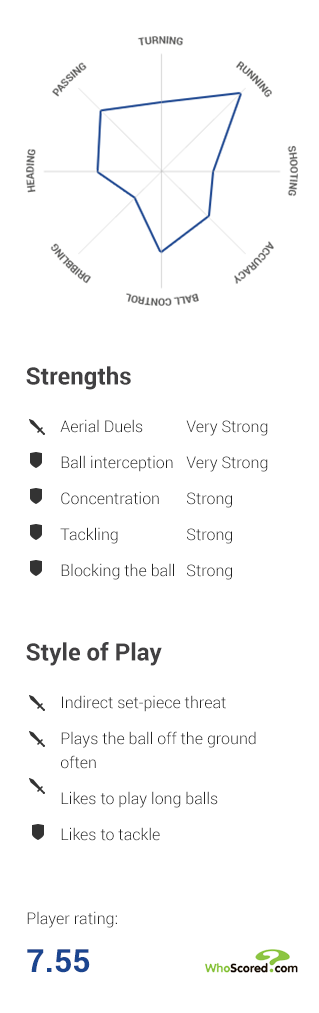 TURNING
PASSING
RUNNING
HEADING
SHOOTING
DRIBBLING
ACCURACY
BALL CONTROL
Strengths
Aerial Duels Very Strong
Ball interception Very Strong
Concentration Strong
Tackling Strong
Blocking the ball Strong
Style of Play
Indirect set-piece threat
Plays the ball off the ground
often
Likes to play long balls
Likes to tackle
Player rating:
7.55
WhoScored.com